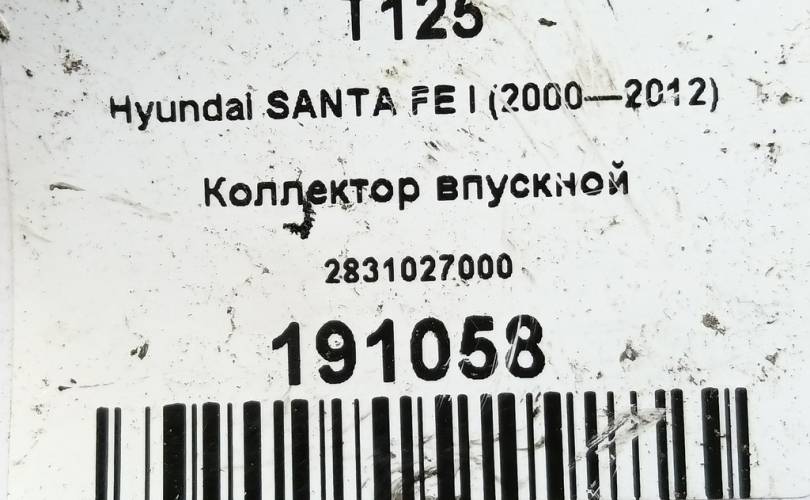 T125
Hyundai SANTA FE I (2000—2012)
Коллектор впускной
2831027000
191058